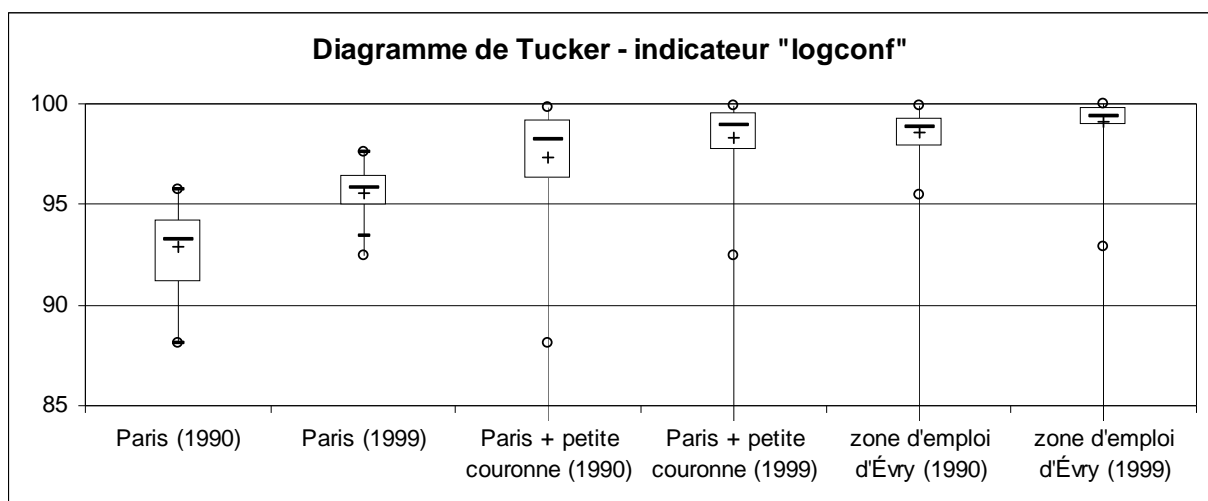 Diagramme de Tucker - indicateur "logconf"
100
95
90
85
Paris (1990)
Paris (1999)
Paris + petite
couronne (1990)
Paris + petite
couronne (1999)
zone d'emploi
d'Évry (1990)
zone d'emploi
d'Évry (1999)